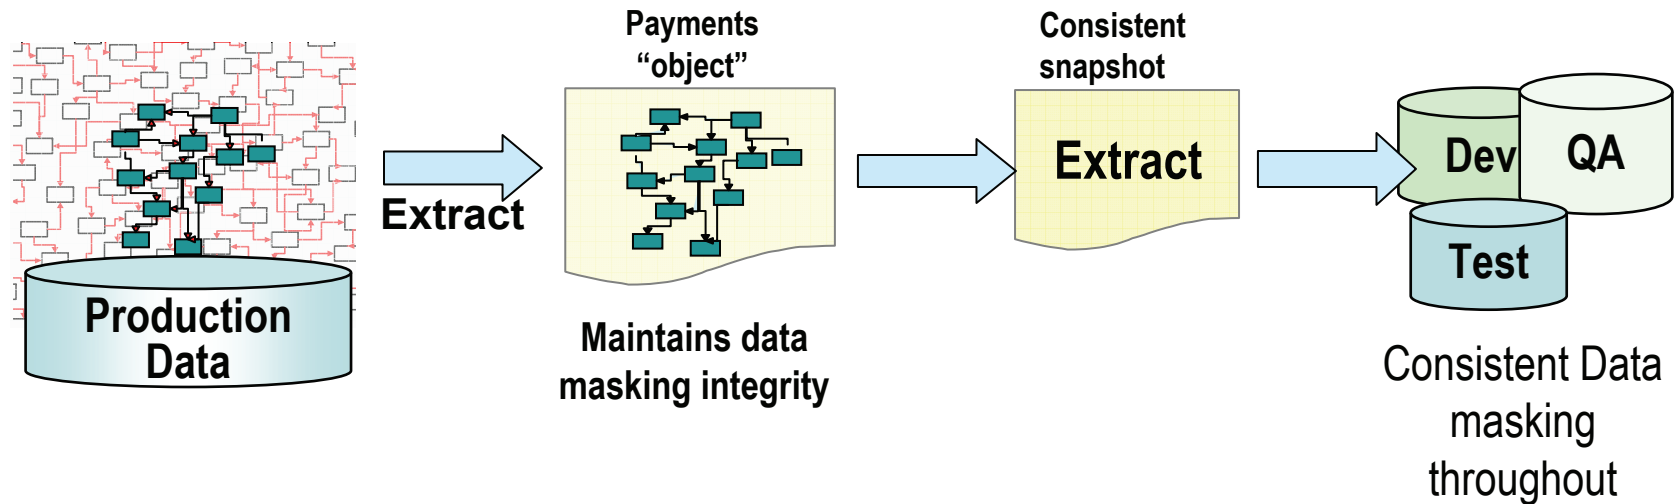 Production
Data
Extract
Payments
“object”
Maintains data
masking integrity
Consistent
snapshot
Extract
Dev
QA
Test
Consistent Data
masking
throughout